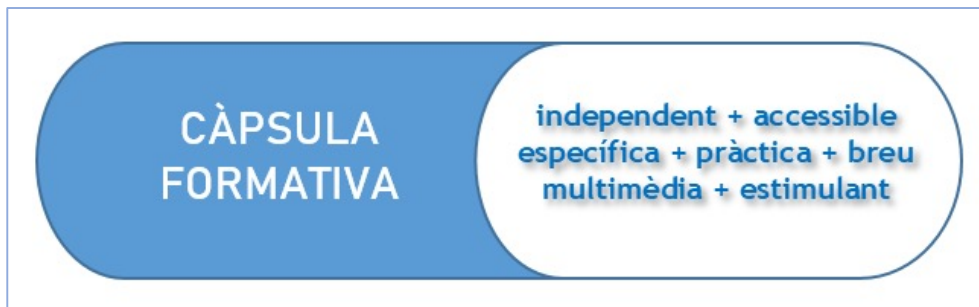 CÀPSULA
FORMATIVA
independent + accessible
específica + pràctica + breu
multimèdia + estimulant